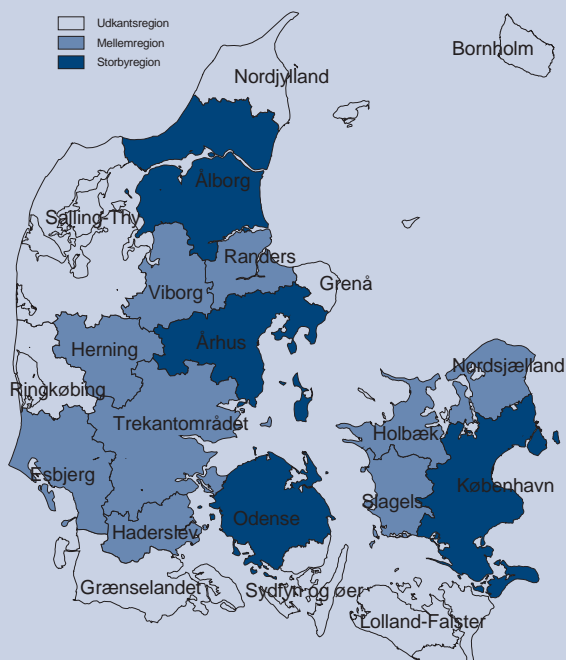 Udkantsregion
Mellemregion
Storbyregion
Bornholm
Nordjylland
Ålborg
Salling-Thy
Randers
Grenå
Viborg
Århus
Herning
Nordsjælland
Ringkøbing
Trekantområdet
Holbæk
Esbjerg
København
Slagels
Odense
Haderslev
Grænselandet
Sydfyn og øer
Lolland-Falster